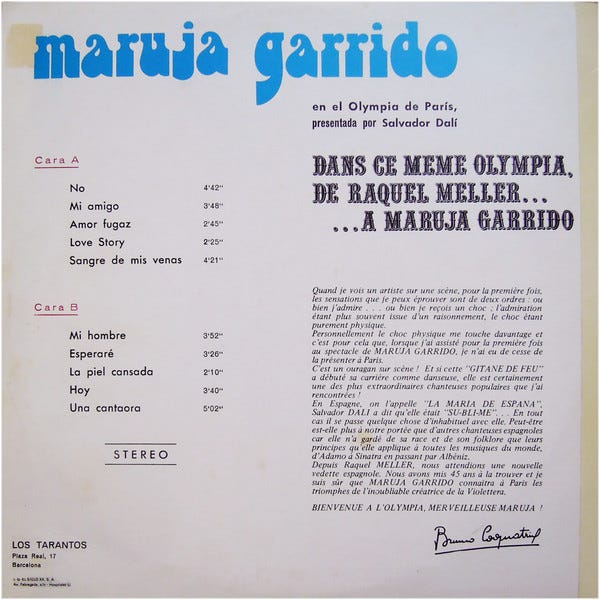 maruja garrido
en el Olympia de París,
presentada por Salvador Dalí
DANS CE MEME OLYMPIA,
DE RAQUEL MELLER...
...A MARUJA GARRIDO
Cara A
No 4'42"
Mi amigo 3'48"
Amor fugaz 2'45"
Love Story 2'25"
Sangre de mis venas 4'21"
Cara B
Mi hombre 3'52"
Esperaré 3'26"
La piel cansada 2'10"
Hoy 4'40"
Una cantaora 5'02"
STEREO
Quand je vois un artiste sur une scène, pour la première fois,
les sensations que je peux éprouver sont de deux ordres : ou
bien j'admire . . . ou bien je reçois un choc ; l'admiration
étant plus souvent issue d'un raisonnement, le choc étant
purement physique.
Personnellement le choc physique me touche davantage et
c'est pour cela que, lorsque j'ai assisté pour la première fois
au spectacle de MARUJA GARRIDO, je n'ai eu de cesse de
la présenter à Paris.
C'est un ouragan sur scène ! Et si cette "GITANE DE FEU"
a débuté sa carrière comme danseuse, elle est certainement
une des plus extraordinaires chanteuses populaires que j'ai
rencontrées !
En Espagne, on l'appelle "LA MARIA DE ESPANA",
Salvador DALI a dit qu'elle était "SU-BLI-ME". . . En tout
cas il se passe quelque chose d'inhabituel avec elle. Peut-être
est-elle plus à notre portée que d'autres chanteuses espagnoles
car elle n'a gardé de sa race et de son folklore que leurs
principes qu'elle applique à toutes les musiques du monde,
d'Adamo à Sinatra en passant par Albéniz.
Depuis Raquel MELLER, nous attendions une nouvelle
vedette espagnole. Nous avons mis 45 ans à la trouver et je
suis sûr que MARUJA GARRIDO connaitra à Paris les
triomphes de l'inoubliable créatrice de la Violettera.
BIENVENUE A L'OLYMPIA, MERVEILLEUSE MARUJA !
Bruno Coquatrix
LOS TARANTOS
Plaza Real, 17
Barcelona
EL SIGLO XX, S. A.